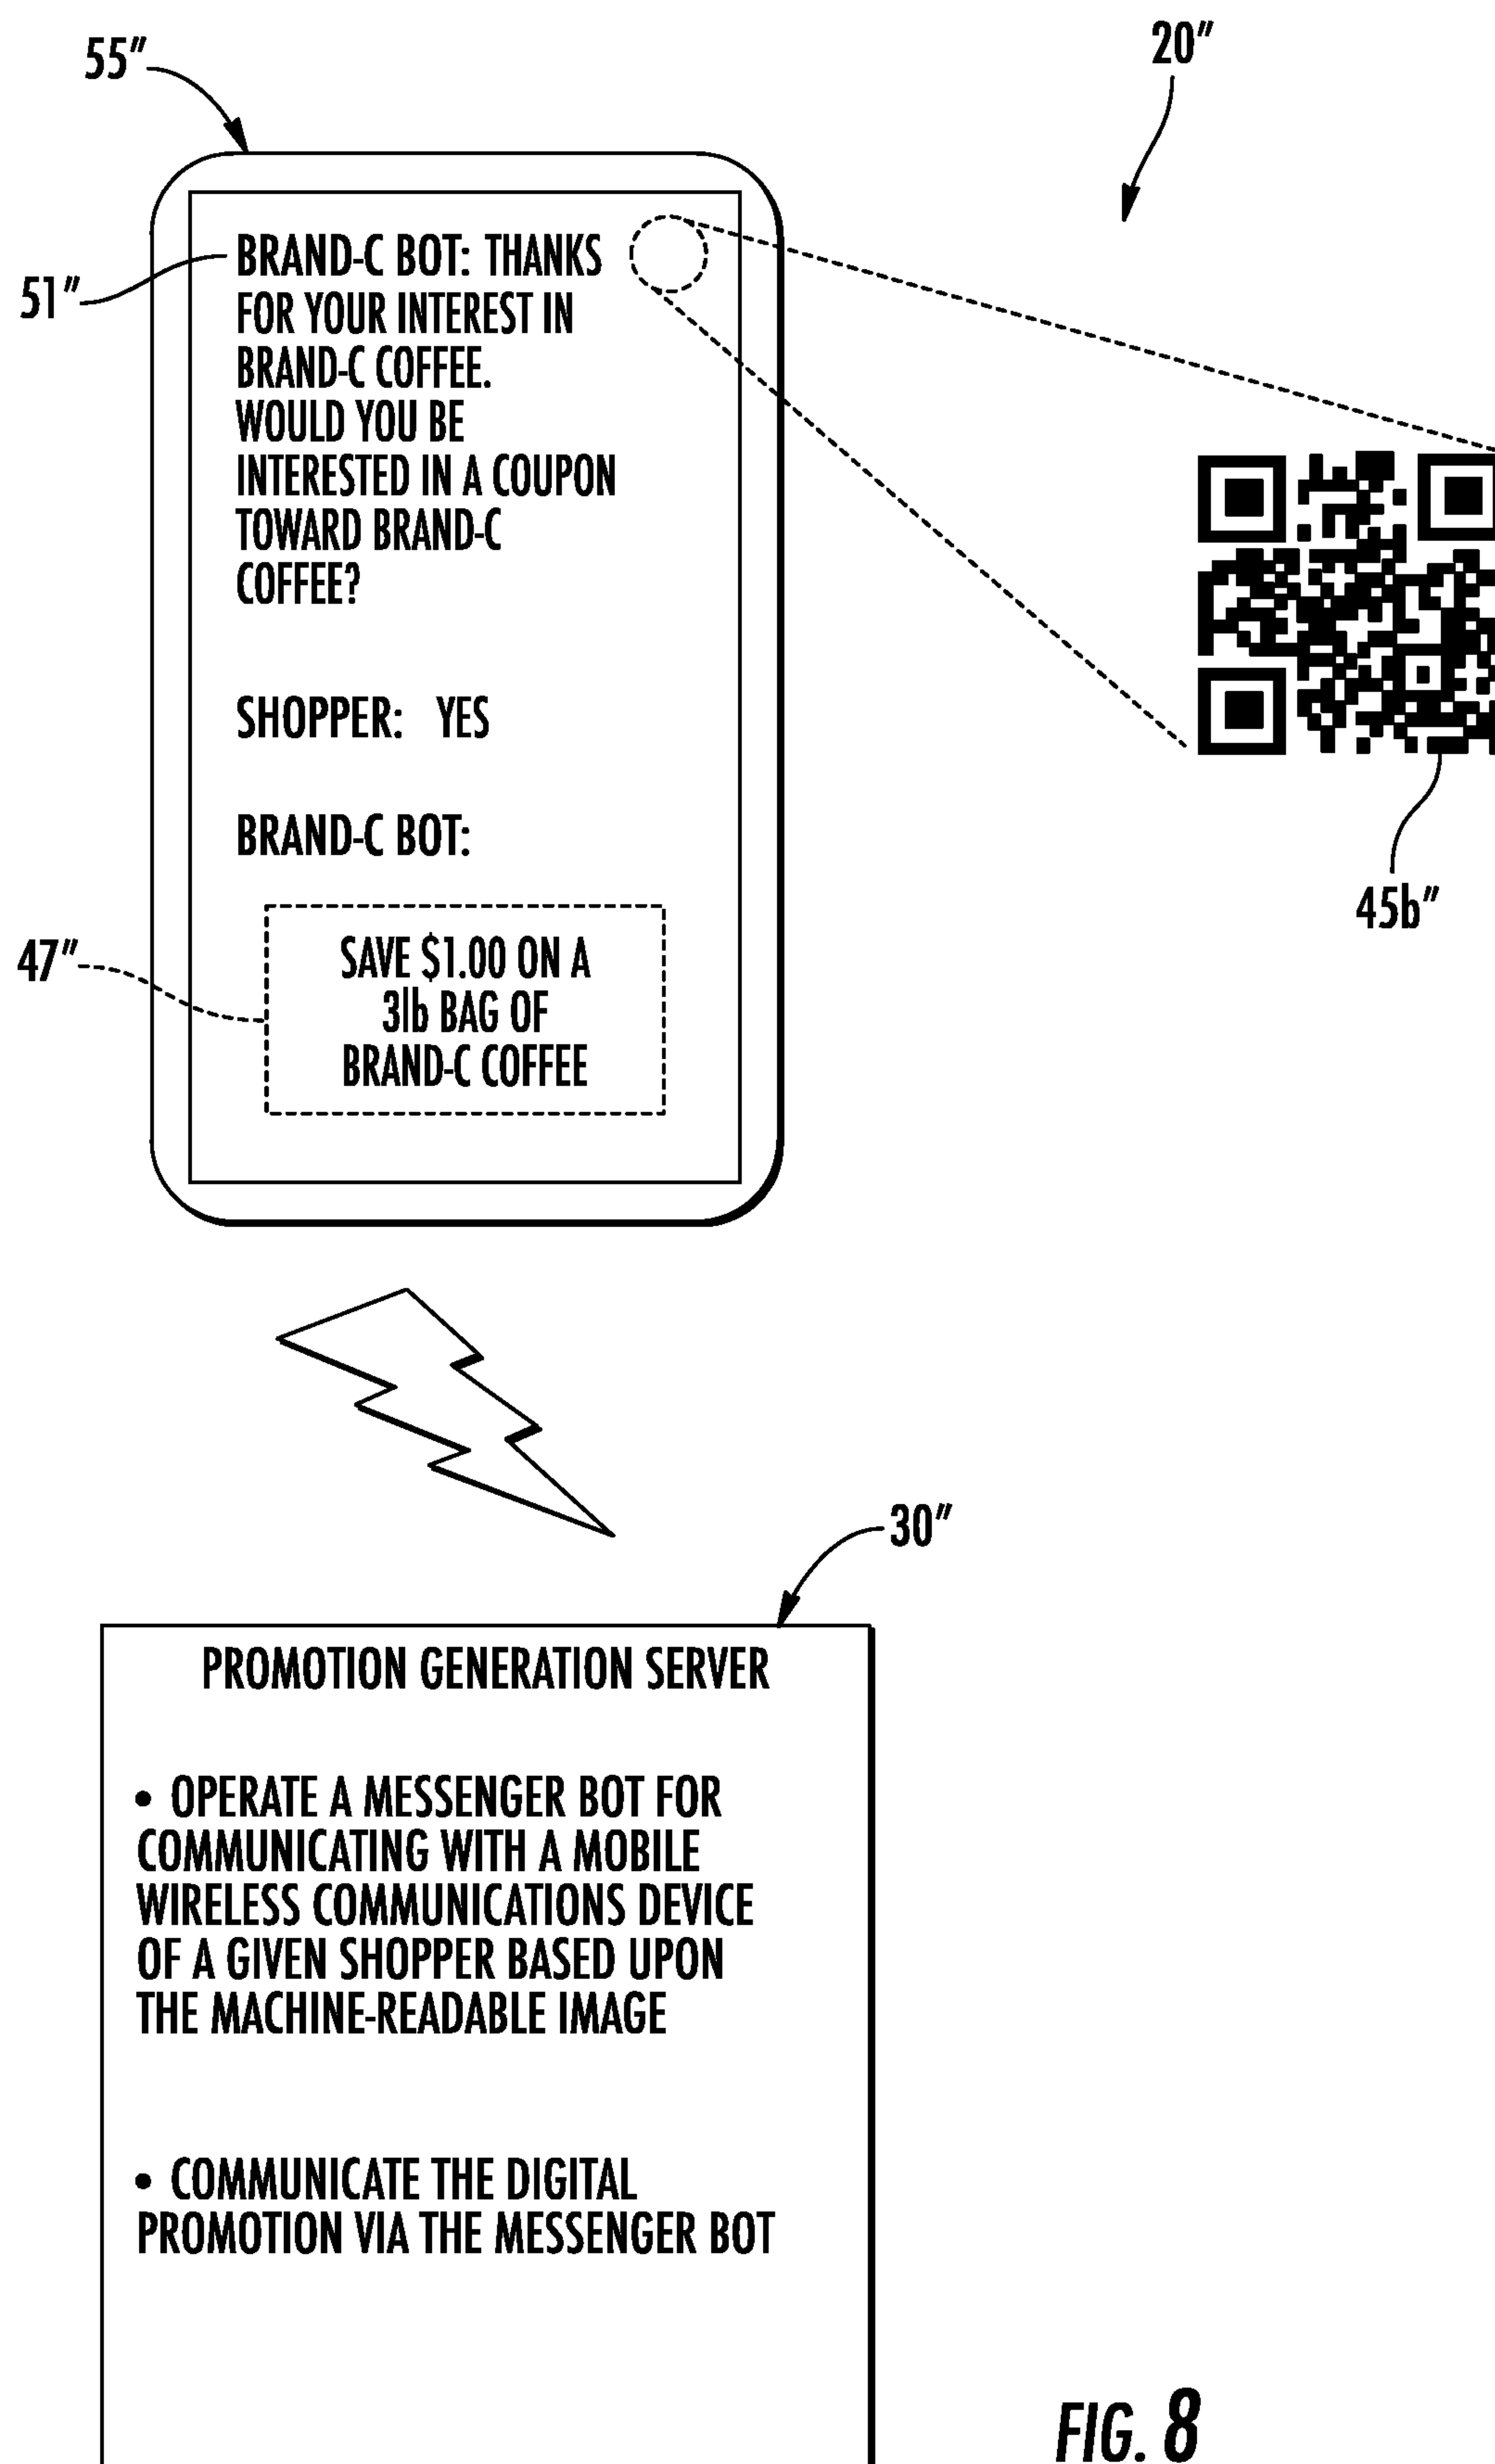 55"
20"
51"
BRAND-C BOT: THANKS
FOR YOUR INTEREST IN
BRAND-C COFFEE.
WOULD YOU BE
INTERESTED IN A COUPON
TOWARD BRAND-C
COFFEE?
SHOPPER: YES
BRAND-C BOT:
45b"
47"
SAVE $1.00 ON A
3lb BAG OF
BRAND-C COFFEE
30"
PROMOTION GENERATION SERVER
• OPERATE A MESSENGER BOT FOR
COMMUNICATING WITH A MOBILE
WIRELESS COMMUNICATIONS DEVICE
OF A GIVEN SHOPPER BASED UPON
THE MACHINE-READABLE IMAGE
• COMMUNICATE THE DIGITAL
PROMOTION VIA THE MESSENGER BOT
FIG. 8